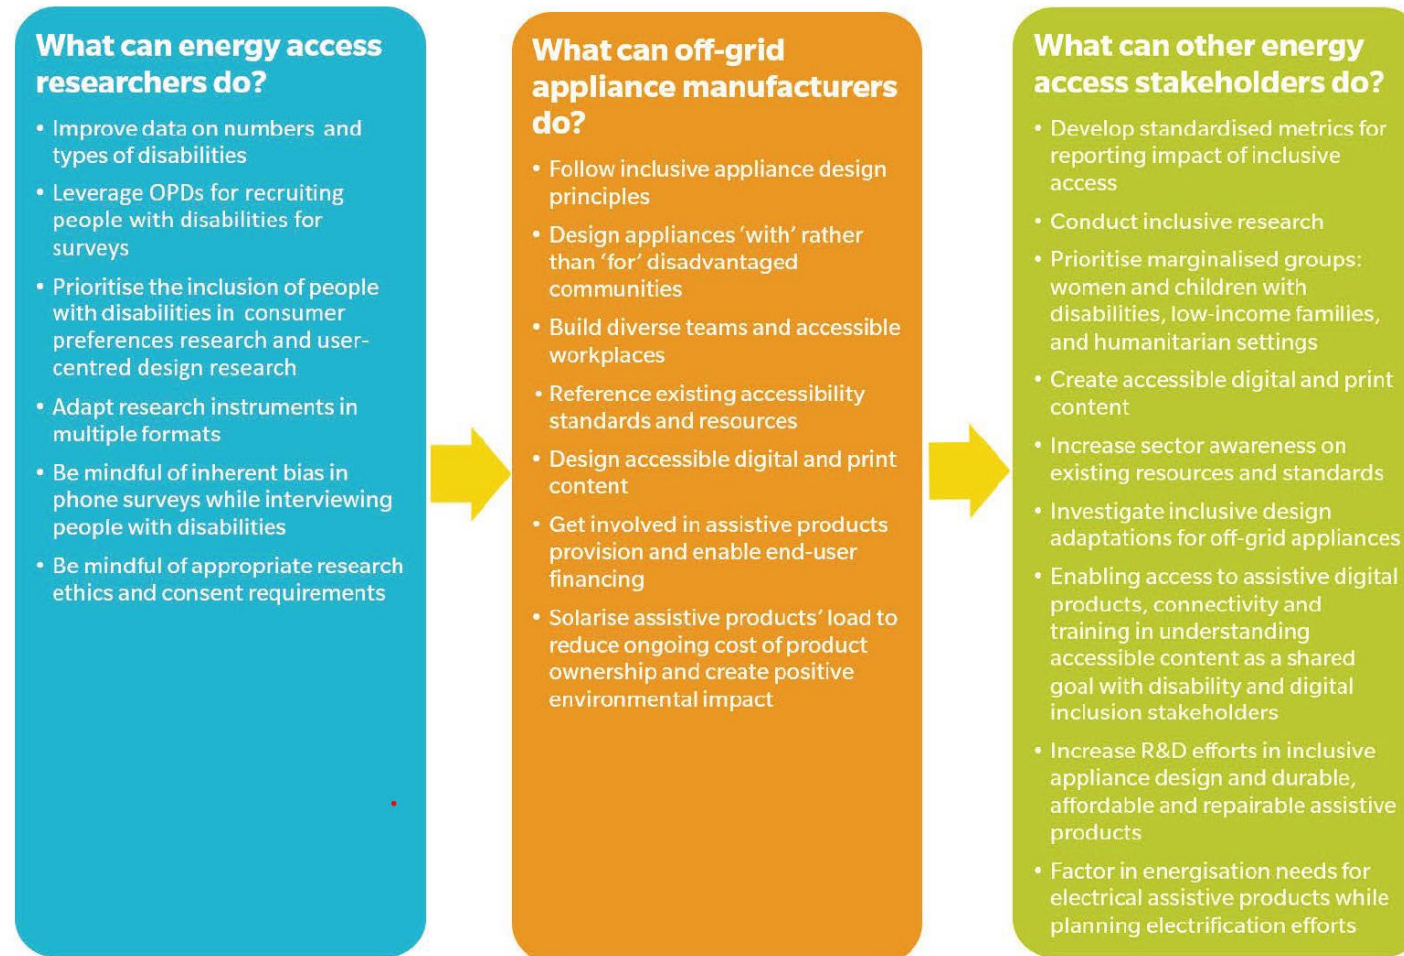 What can energy access
researchers do?
• Improve data on numbers and
types of disabilities
• Leverage OPDs for recruiting
people with disabilities for
surveys
• Prioritise the inclusion of people
with disabilities in consumer
preferences research and user-
centred design research
• Adapt research instruments in
multiple formats
• Be mindful of inherent bias in
phone surveys while interviewing
people with disabilities
• Be mindful of appropriate research
ethics and consent requirements
What can off-grid
appliance manufacturers
do?
• Follow inclusive appliance design
principles
• Design appliances ‘with’ rather
than ‘for’ disadvantaged
communities
• Build diverse teams and accessible
workplaces
• Reference existing accessibility
standards and resources
• Design accessible digital and print
content
• Get involved in assistive products
provision and enable end-user
financing
• Solarise assistive products’ load to
reduce ongoing cost of product
ownership and create positive
environmental impact
What can other energy
access stakeholders do?
• Develop standardised metrics for
reporting impact of inclusive
access
• Conduct inclusive research
• Prioritise marginalised groups:
women and children with
disabilities, low-income families,
and humanitarian settings
• Create accessible digital and print
content
• Increase sector awareness on
existing resources and standards
• Investigate inclusive design
adaptations for off-grid appliances
• Enabling access to assistive digital
products, connectivity and
training in understanding
accessible content as a shared
goal with disability and digital
inclusion stakeholders
• Increase R&D efforts in inclusive
appliance design and durable,
affordable and repairable assistive
products
• Factor in energisation needs for
electrical assistive products while
planning electrification efforts